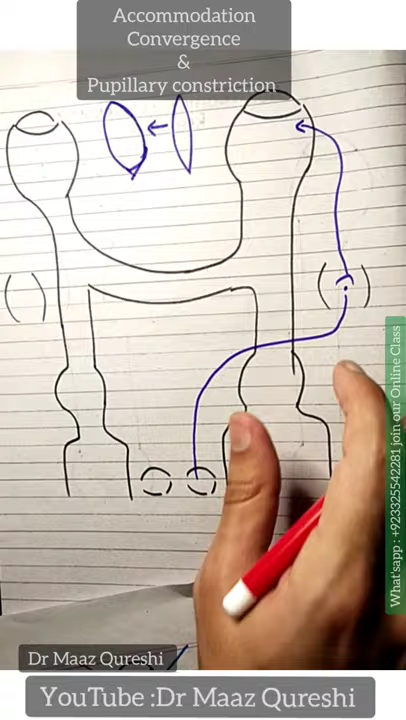 Accommodation
Convergence
&
Pupillary constriction
What'sapp : +923325542281 join our Online Class
Dr Maaz Qureshi
YouTube :Dr Maaz Qureshi